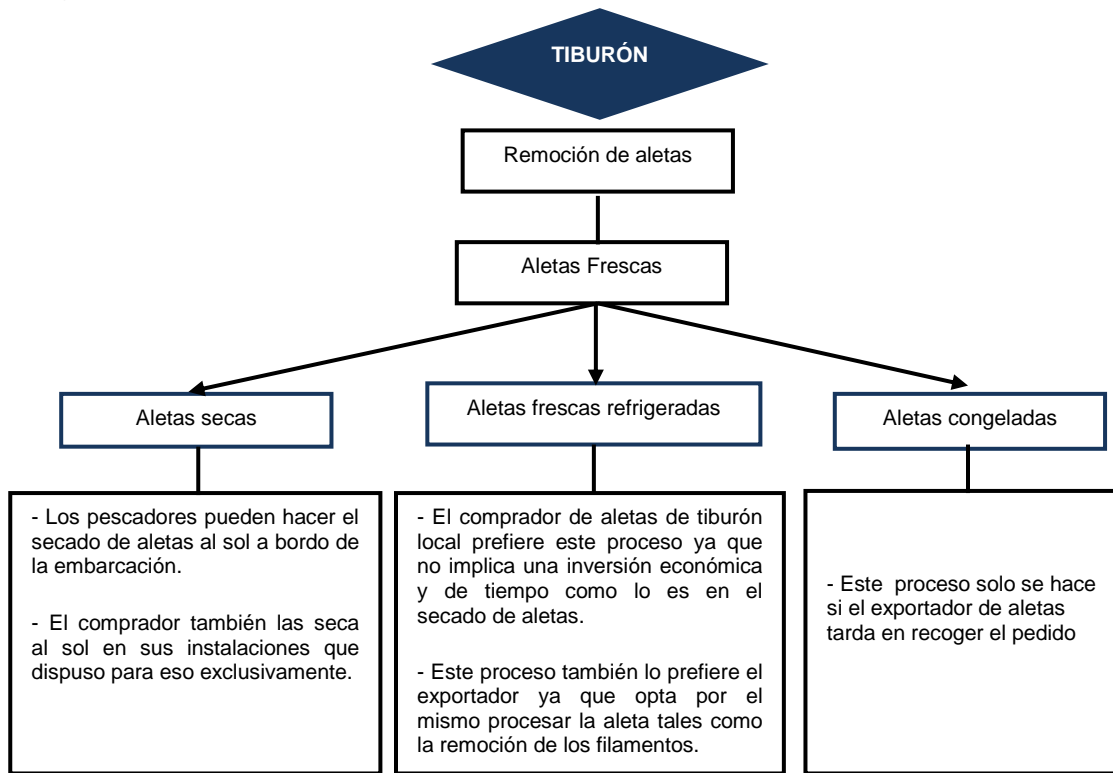 TIBURÓN
Remoción de aletas
Aletas Frescas
Aletas secas
Aletas frescas refrigeradas
Aletas congeladas
- Los pescadores pueden hacer el
secado de aletas al sol a bordo de
la embarcación.
- El comprador también las seca
al sol en sus instalaciones que
dispuso para eso exclusivamente.
- El comprador de aletas de tiburón
local prefiere este proceso ya que
no implica una inversión económica
y de tiempo como lo es en el
secado de aletas.
- Este proceso también lo prefiere el
exportador ya que opta por el
mismo procesar la aleta tales como
la remoción de los filamentos.
- Este proceso solo se hace
si el exportador de aletas
tarda en recoger el pedido